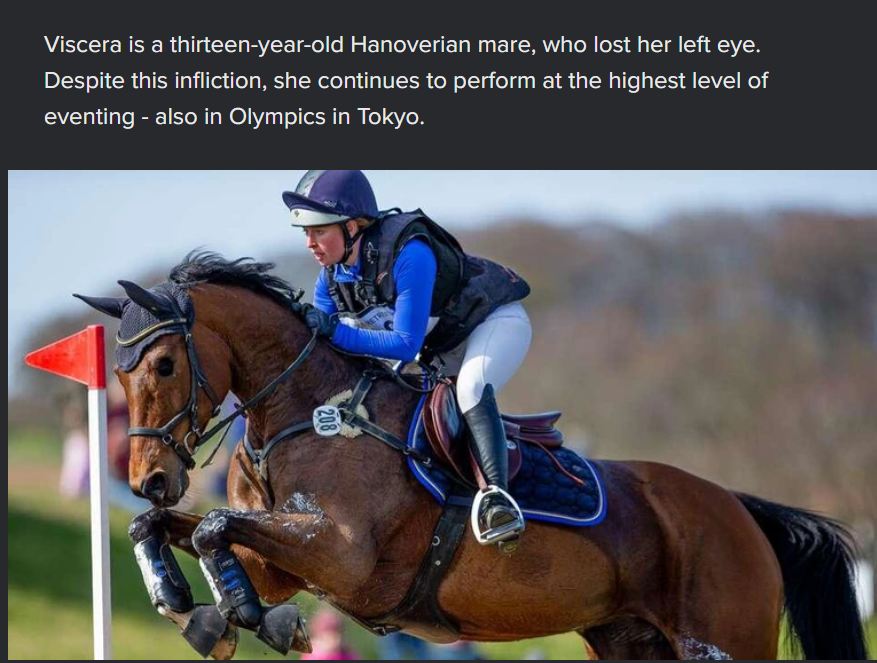 Viscera is a thirteen-year-old Hanoverian mare, who lost her left eye.
Despite this infliction, she continues to perform at the highest level of
eventing - also in Olympics in Tokyo.
208